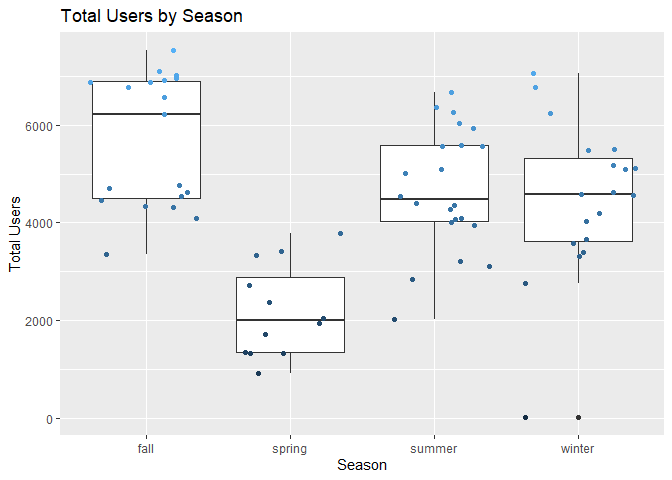 Total Users by Season
Total Users
6000
4000
2000
0
fall spring summer winter
Season